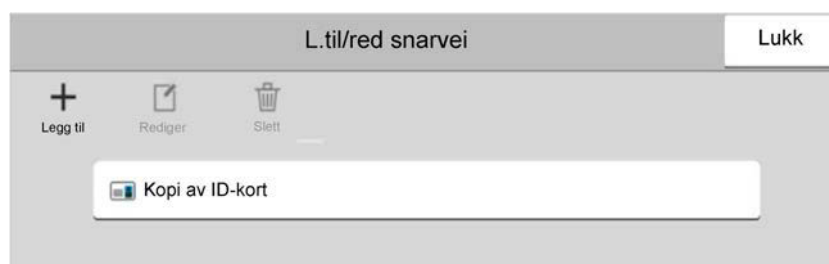 L.til/red snarvei
Lukk
Legg til
Rediger
Slett
Kopi av ID-kort